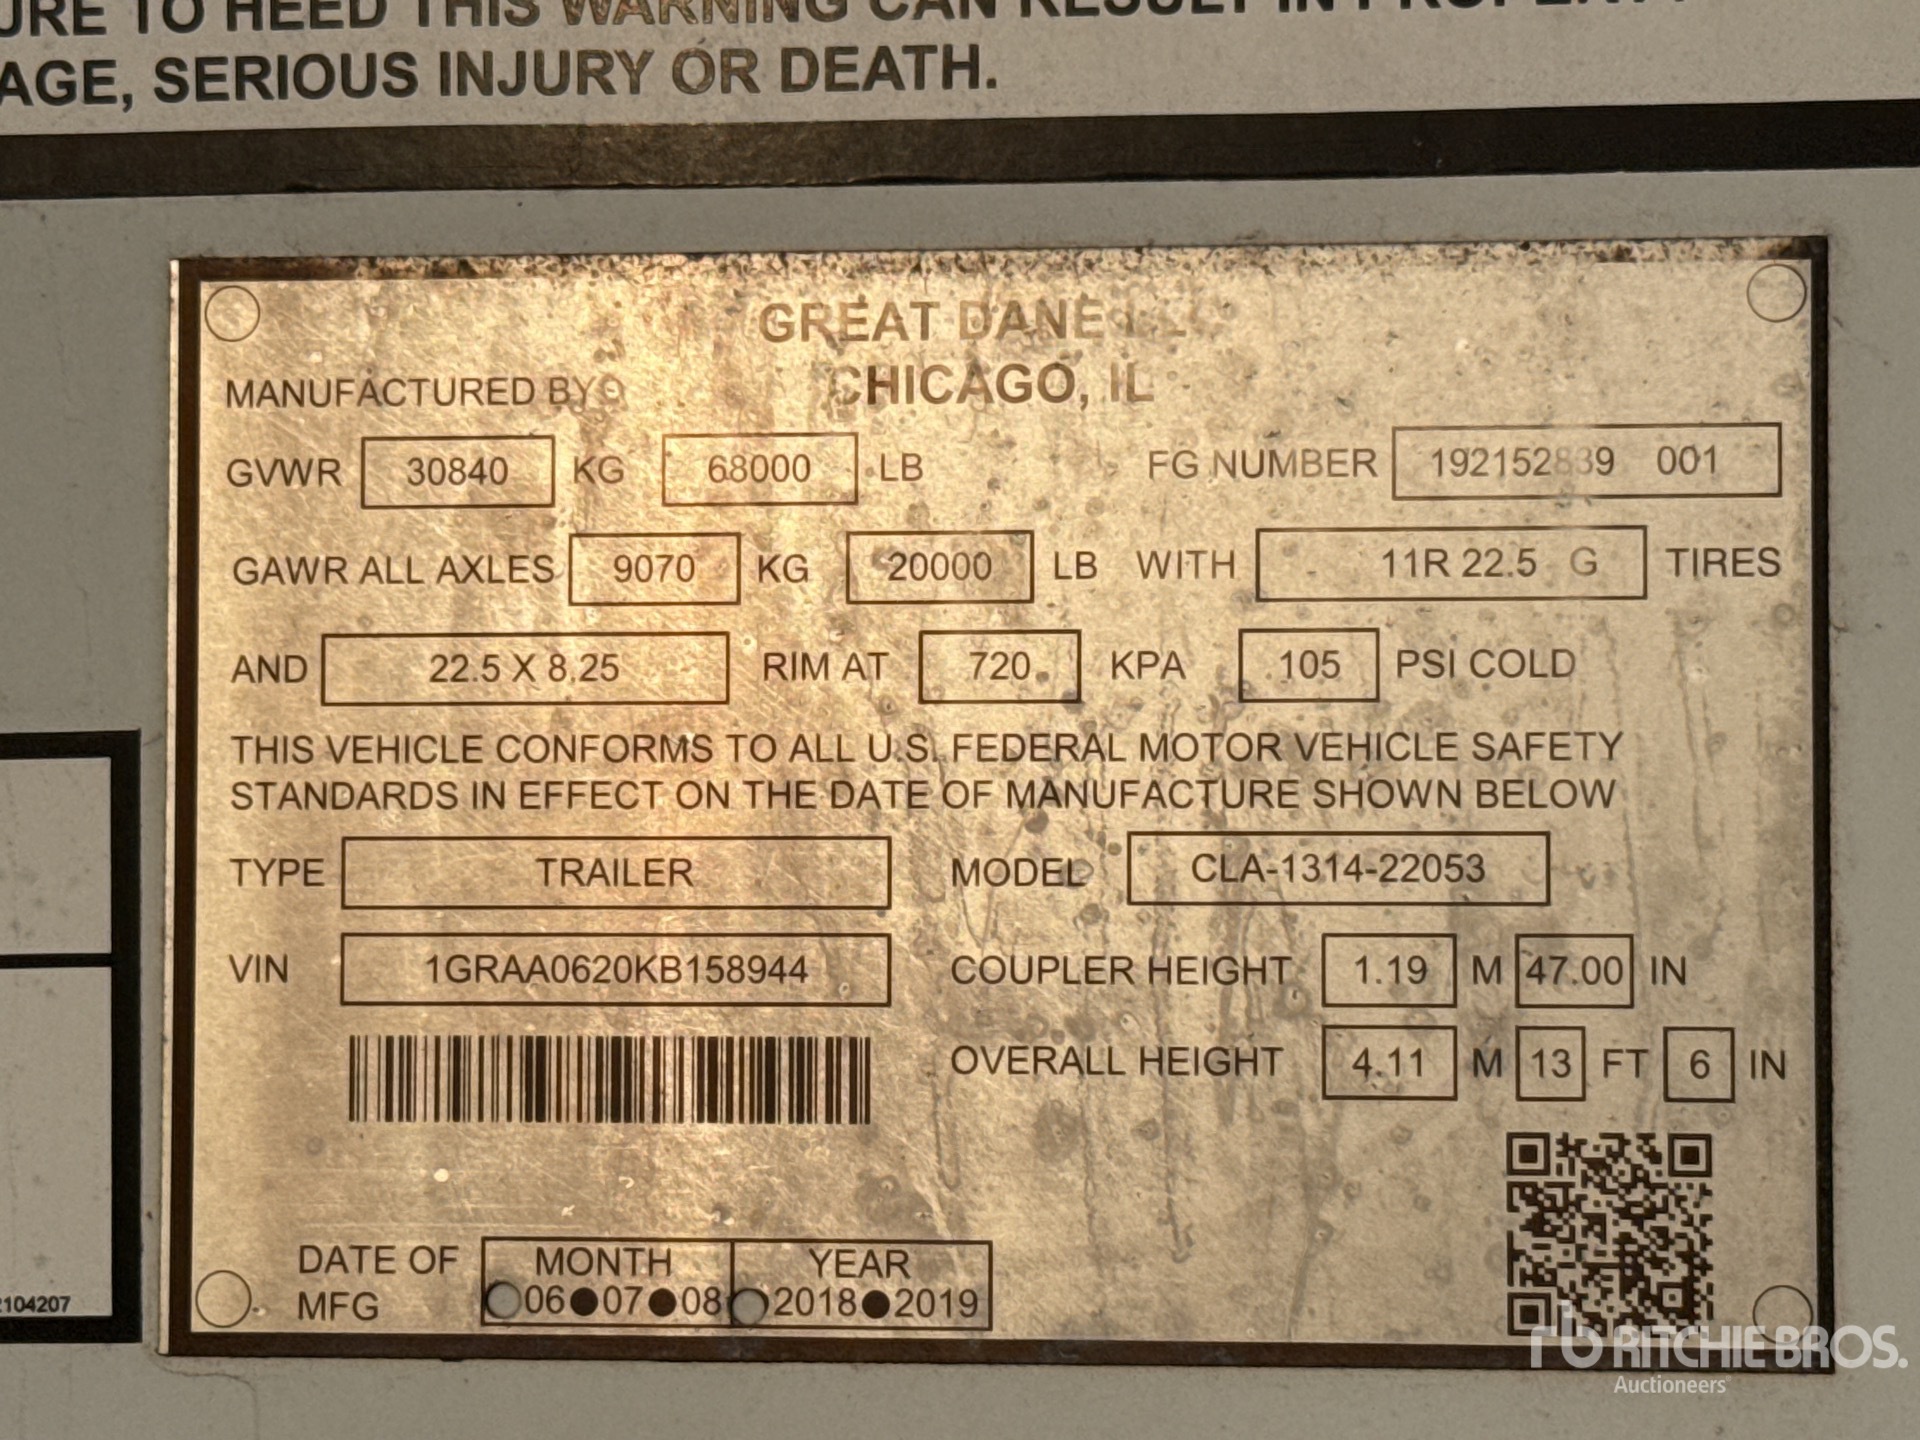 URE TO HEED THIS WARNING CAN RESULT IN
AGE, SERIOUS INJURY OR DEATH.
GREAT DANE LLC
MANUFACTURED BY CHICAGO, IL
GVWR 30840 KG 68000 LB FG NUMBER 192152839 001
GAWR ALL AXLES 9070 KG 20000 LB WITH 11R 22.5 G TIRES
AND 22.5 X 8.25 RIM AT 720 KPA 105 PSI COLD
THIS VEHICLE CONFORMS TO ALL U.S. FEDERAL MOTOR VEHICLE SAFETY
STANDARDS IN EFFECT ON THE DATE OF MANUFACTURE SHOWN BELOW
TYPE TRAILER MODEL CLA-1314-22053
VIN 1GRAA0620KB158944 COUPLER HEIGHT 1.19 M 47.00 IN
OVERALL HEIGHT 4.11 M 13 FT 6 IN
DATE OF MFG MONTH YEAR
06 07 08 2018 2019
2104207
rb RITCHIE BROS.
Auctioneers